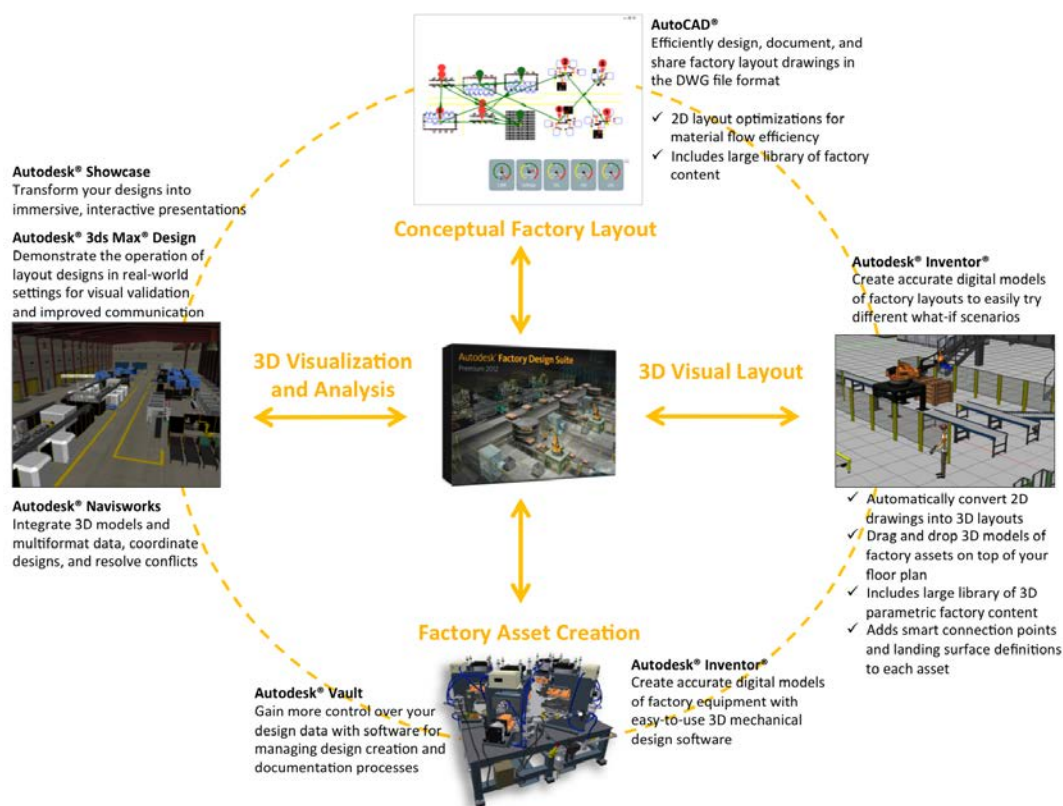 AutoCAD®
Efficiently design, document, and
share factory layout drawings in
the DWG file format
✓ 2D layout optimizations for
material flow efficiency
✓ Includes large library of factory
content
Conceptual Factory Layout
Autodesk® Showcase
Transform your designs into
immersive, interactive presentations
Autodesk® 3ds Max® Design
Demonstrate the operation of
layout designs in real-world
settings for visual validation
and improved communication
3D Visualization
and Analysis
Autodesk® Navisworks
Integrate 3D models and
multiformat data, coordinate
designs, and resolve conflicts
Autodesk® Factory Design Suite
Premium 2012
3D Visual Layout
Autodesk® Inventor®
Create accurate digital models
of factory layouts to easily try
different what-if scenarios
✓ Automatically convert 2D
drawings into 3D layouts
✓ Drag and drop 3D models of
factory assets on top of your
floor plan
✓ Includes large library of 3D
parametric factory content
✓ Adds smart connection points
and landing surface definitions
to each asset
Factory Asset Creation
Autodesk® Vault
Gain more control over your
design data with software for
managing design creation and
documentation processes
Autodesk® Inventor®
Create accurate digital models
of factory equipment with
easy-to-use 3D mechanical
design software